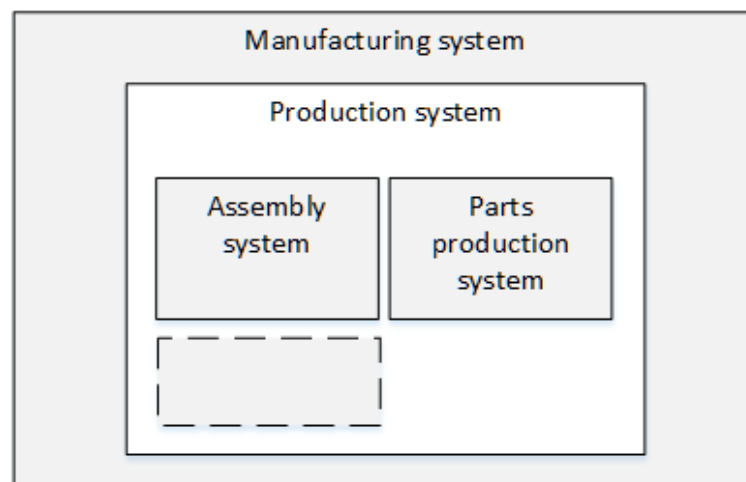 Manufacturing system
Production system
Assembly
system
Parts
production
system